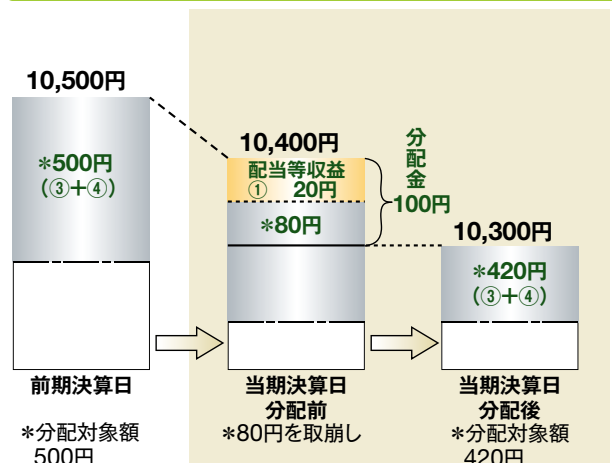 10,500円
*500円
(③+④)
前期決算日
*分配対象額
500円
10,400円
配当等収益
① 20円
*80円
分配金
100円
当期決算日
分配前
*80円を取崩し
10,300円
*420円
(③+④)
当期決算日
分配後
*分配対象額
420円